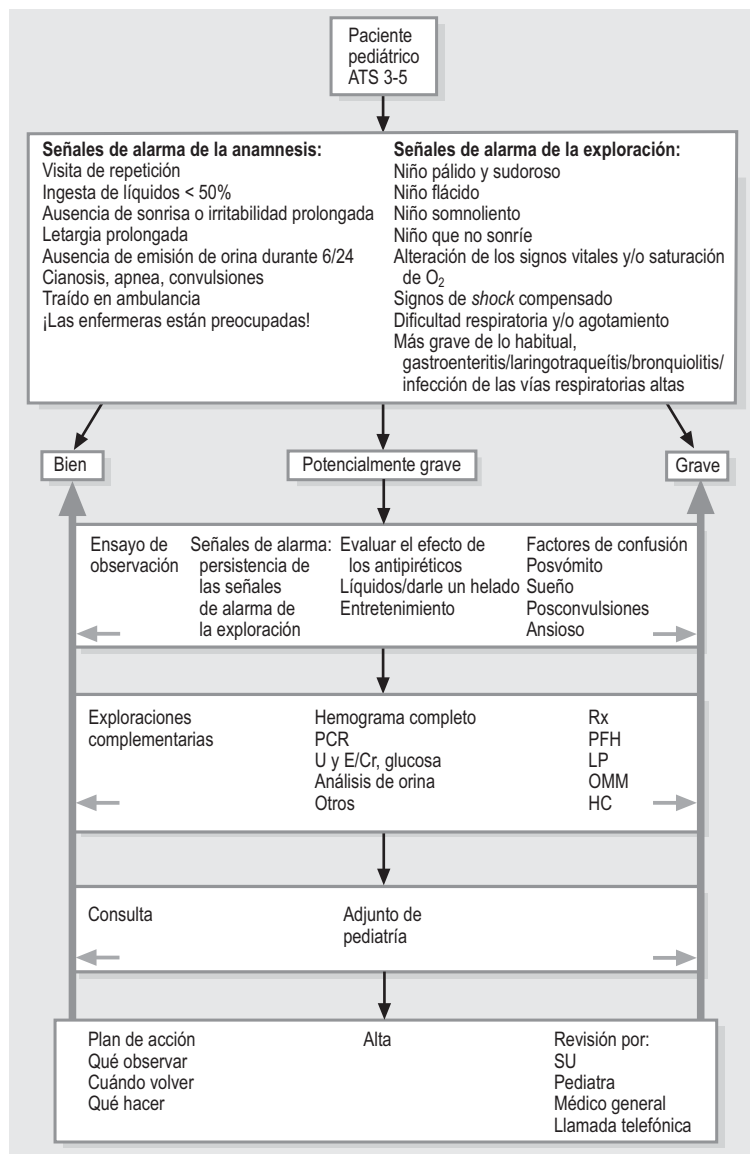 Paciente
pediátrico
ATS 3-5
Señales de alarma de la anamnesis:
Visita de repetición
Ingesta de líquidos < 50%
Ausencia de sonrisa o irritabilidad prolongada
Letargia prolongada
Ausencia de emisión de orina durante 6/24
Cianosis, apnea, convulsiones
Traído en ambulancia
¡Las enfermeras están preocupadas!
Señales de alarma de la exploración:
Niño pálido y sudoroso
Niño flácido
Niño somnoliento
Niño que no sonríe
Alteración de los signos vitales y/o saturación
de O₂
Signos de shock compensado
Dificultad respiratoria y/o agotamiento
Más grave de lo habitual,
gastroenteritis/laringotraqueítis/bronquiolitis/
infección de las vías respiratorias altas
Bien
Potencialmente grave
Grave
Ensayo de
observación
Señales de alarma:
persistencia de
las señales
de alarma de
la exploración
Evaluar el efecto de
los antipiréticos
Líquidos/darle un helado
Entretenimiento
Factores de confusión
Posvómito
Sueño
Posconvulsiones
Ansioso
Exploraciones
complementarias
Hemograma completo
PCR
U y E/Cr, glucosa
Análisis de orina
Otros
Rx
PFH
LP
OMM
HC
Consulta
Adjunto de
pediatría
Plan de acción
Qué observar
Cuándo volver
Qué hacer
Alta
Revisión por:
SU
Pediatra
Médico general
Llamada telefónica